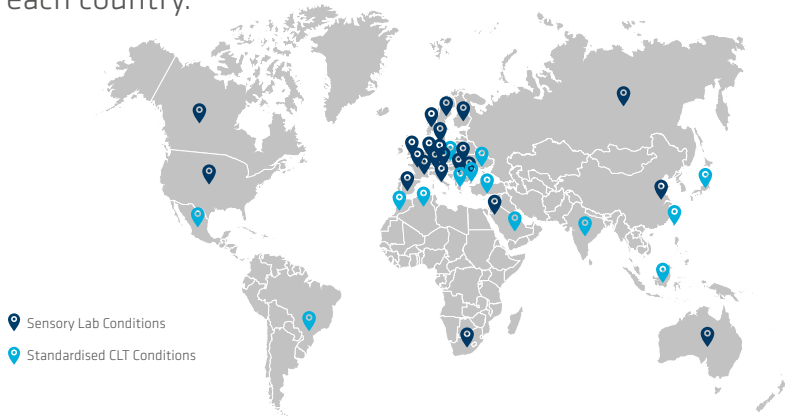 each country.
Sensory Lab Conditions
Standardised CLT Conditions